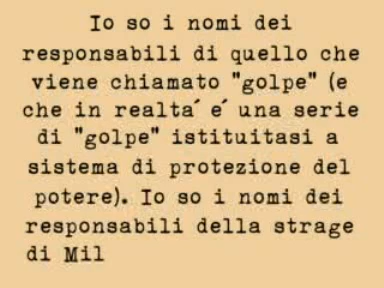 Io so i nomi dei
responsabili di quello che
viene chiamato "golpe" (e
che in realta´ e´ una serie
di "golpe" istituitasi a
sistema di protezione del
potere). Io so i nomi dei
responsabili della strage
di Mil